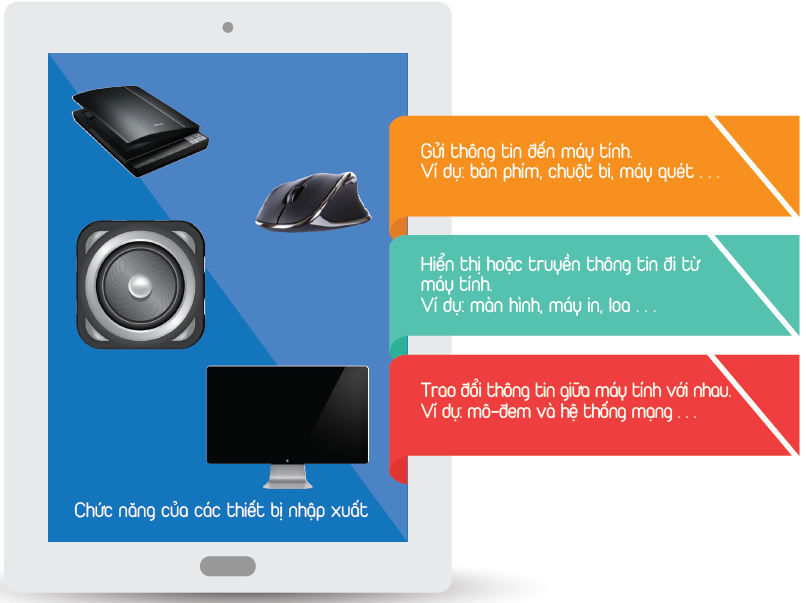 Gửi thông tin đến máy tính.
Ví dụ: bàn phím, chuột bi, máy quét . . .
Hiển thị hoặc truyền thông tin đi từ
máy tính.
Ví dụ: màn hình, máy in, loa . . .
Trao đổi thông tin giữa máy tính với nhau.
Ví dụ: mô-đem và hệ thống mạng . . .
Chức năng của các thiết bị nhập xuất